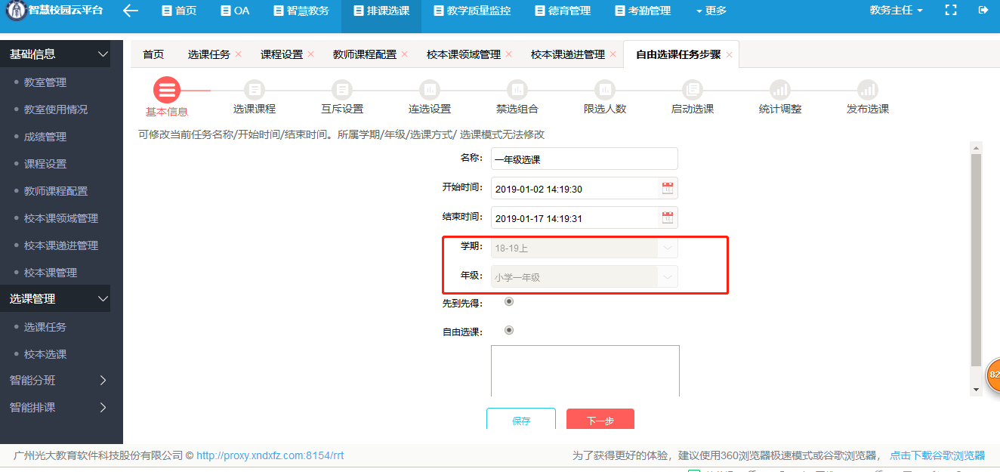 智慧校园云平台 首页 OA 智慧教务 排课选课 教学质量监控 德育管理 考勤管理 更多 教务主任
基础信息
教室管理
教室使用情况
成绩管理
课程设置
教师课程配置
校本课领域管理
校本课递进管理
校本课管理
选课管理
选课任务
校本选课
智能分班
智能排课
首页 选课任务 课程设置 教师课程配置 校本课领域管理 校本课递进管理 自由选课任务步骤
基本信息 选课课程 互斥设置 连选设置 禁选组合 限选人数 启动选课 统计调整 发布选课
可修改当前任务名称/开始时间/结束时间。所属学期/年级/选课方式/ 选课模式无法修改
名称: 一年级选课
开始时间: 2019-01-02 14:19:30
结束时间: 2019-01-17 14:19:31
学期: 18-19上
年级: 小学一年级
先到先得:
自由选课:
82
保存 下一步
广州光大教育软件科技股份有限公司 © http://proxy.xndxfz.com:8154/rrt 为了获得更好的体验，建议使用360浏览器极速模式或谷歌浏览器， 点击下载谷歌浏览器